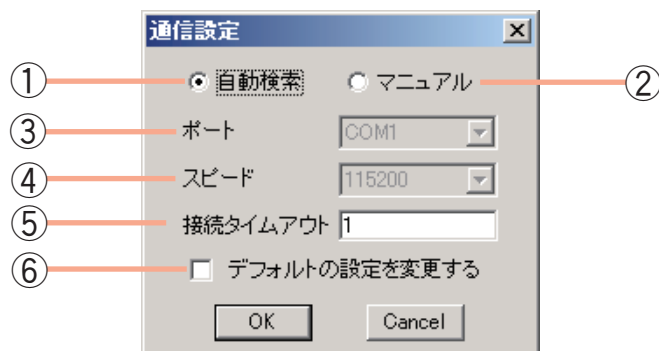 通信設定
① 自動検索 マニュアル ②
③ ポート COM1
④ スピード 115200
⑤ 接続タイムアウト 1
⑥ デフォルトの設定を変更する
OK Cancel